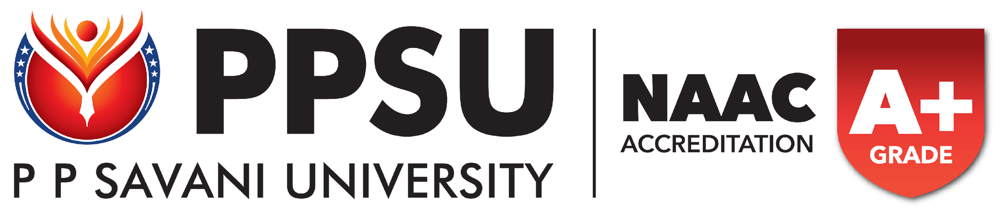 PPSU
P P SAVANI UNIVERSITY
NAAC
ACCREDITATION
A+
GRADE